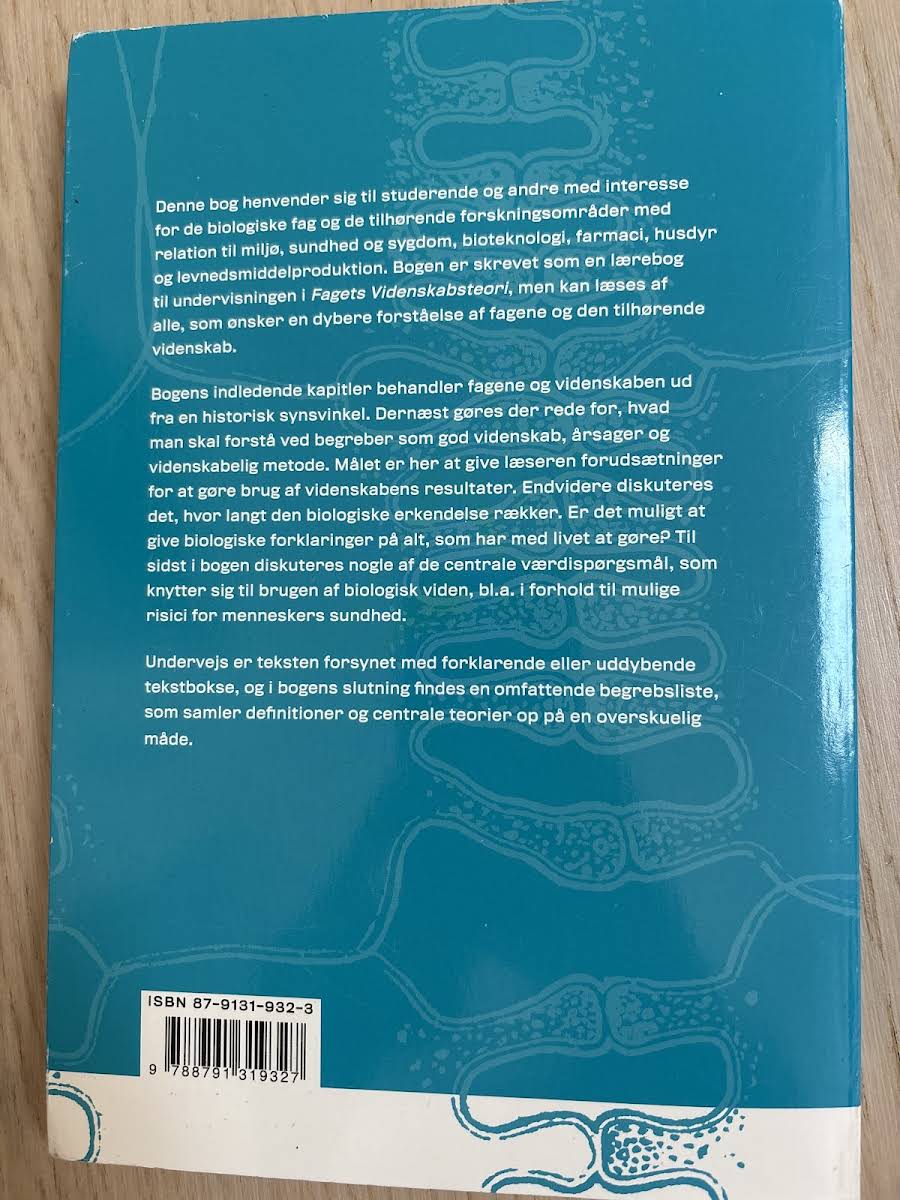 Denne bog henvender sig til studerende og andre med interesse
for de biologiske fag og de tilhørende forskningsområder med
relation til miljø, sundhed og sygdom, bioteknologi, farmaci, husdyr
og levnedsmiddelproduktion. Bogen er skrevet som en lærebog
til undervisningen i Fagets Videnskabsteori, men kan læses af
alle, som ønsker en dybere forståelse af fagene og den tilhørende
videnskab.
Bogens indledende kapitler behandler fagene og videnskaben ud
fra en historisk synsvinkel. Dernæst gøres der rede for, hvad
man skal forstå ved begreber som god videnskab, årsager og
videnskabelig metode. Målet er her at give læseren forudsætninger
for at gøre brug af videnskabens resultater. Endvidere diskuteres
det, hvor langt den biologiske erkendelse rækker. Er det muligt at
give biologiske forklaringer på alt, som har med livet at gøre? Til
sidst i bogen diskuteres nogle af de centrale værdispørgsmål, som
knytter sig til brugen af biologisk viden, bl.a. i forhold til mulige
risici for menneskers sundhed.
Undervejs er teksten forsynet med forklarende eller uddybende
tekstbokse, og i bogens slutning findes en omfattende begrebsliste,
som samler definitioner og centrale teorier op på en overskuelig
måde.
ISBN 87-9131-932-3
9 788791 319327